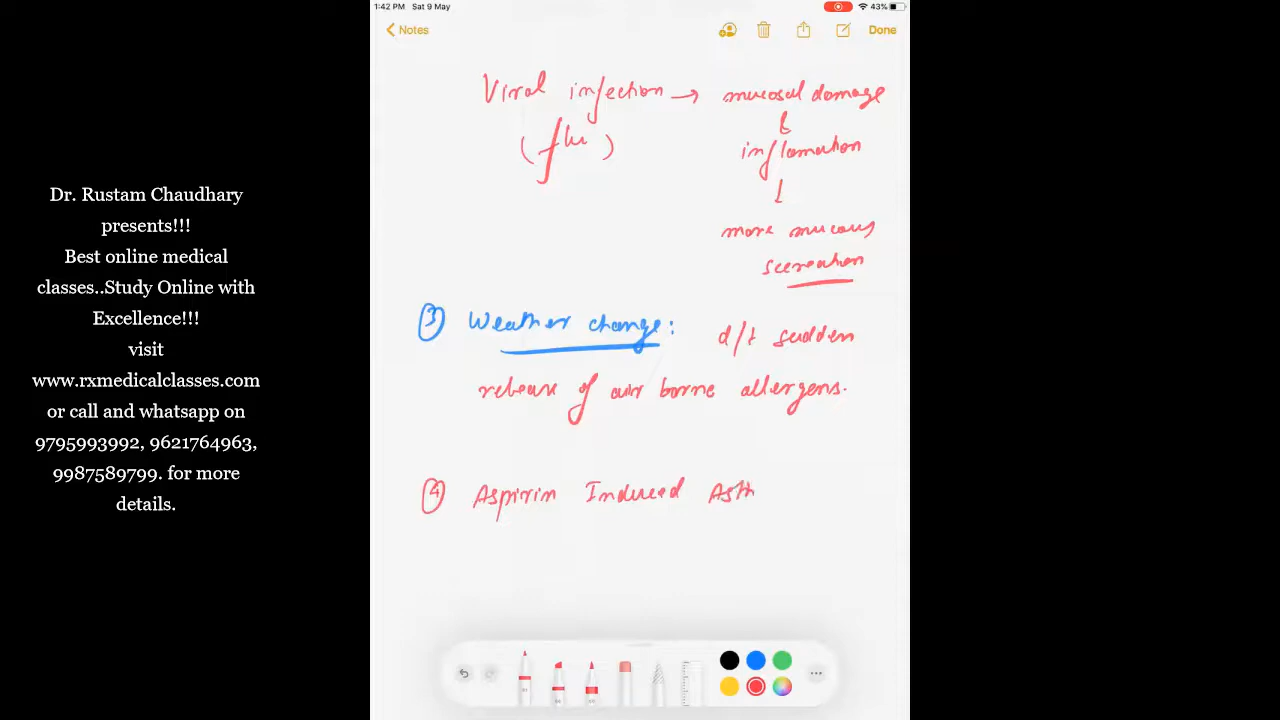 1:42 PM Sat 9 May
43%
Notes
Done
Viral infection → mucosal damage
(flu)
&
inflamation
↓
more mucous
secreation
③ Weather change: d/t sudden
release of air borne allergens.
④ Aspirin Induced Asth
Dr. Rustam Chaudhary
presents!!!
Best online medical
classes..Study Online with
Excellence!!!
visit
www.rxmedicalclasses.com
or call and whatsapp on
9795993992, 9621764963,
9987589799. for more
details.